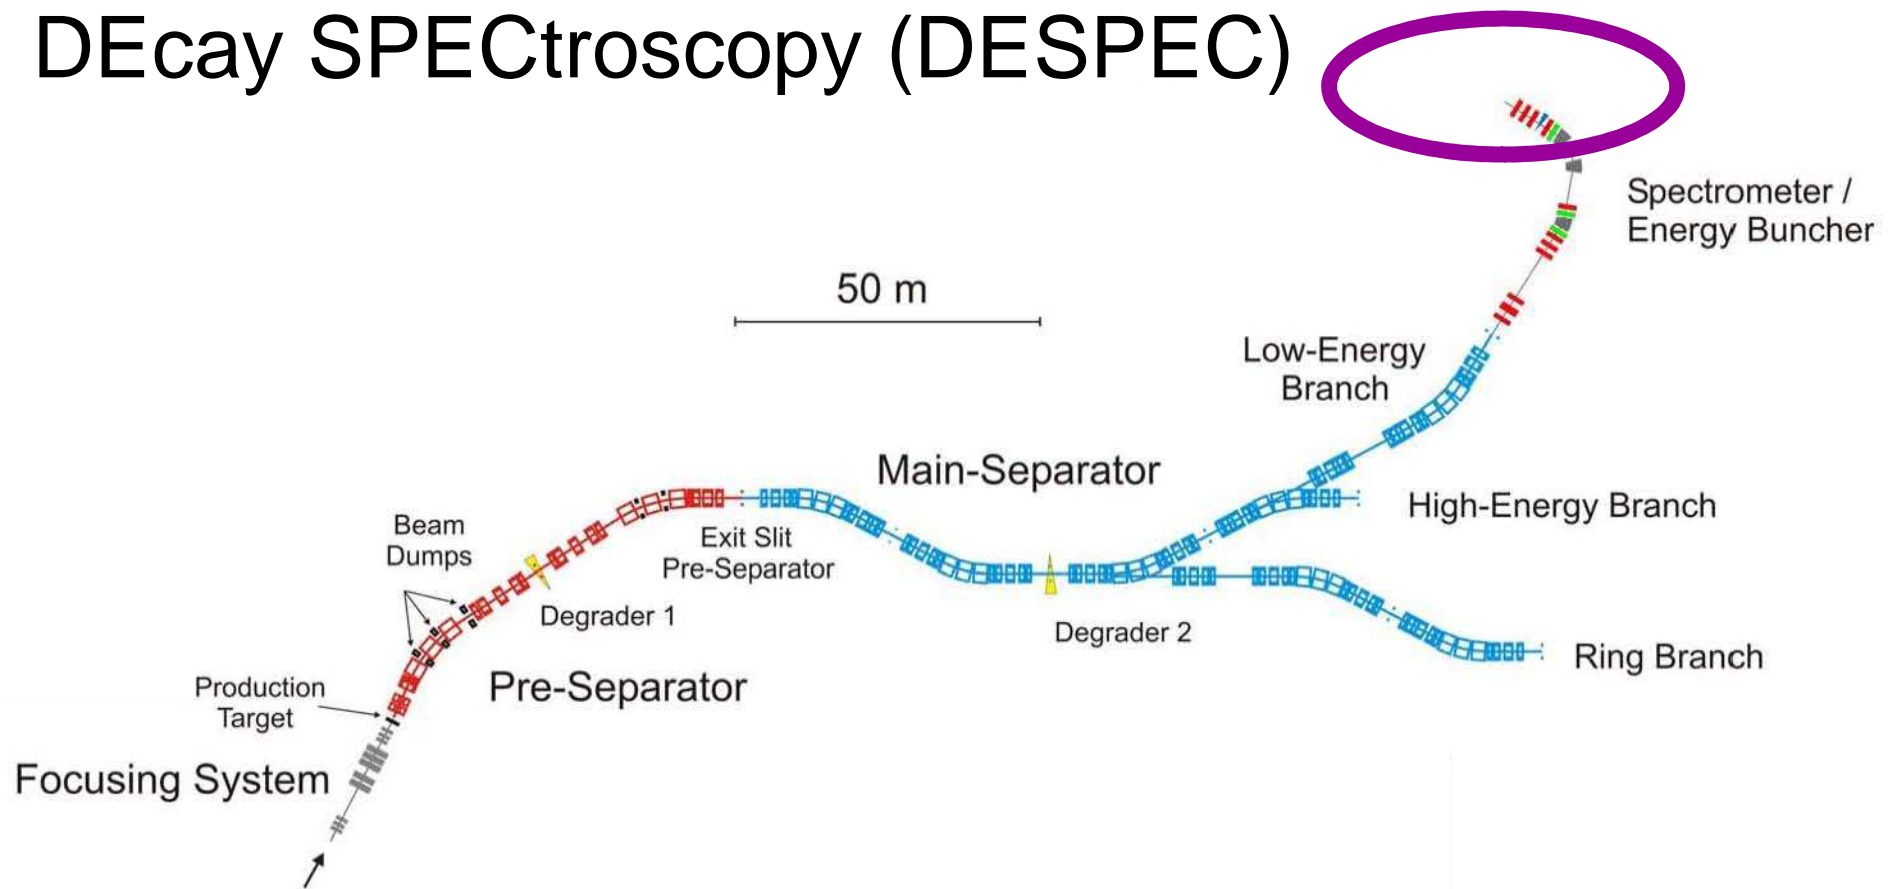 DEcay SPECtroscopy (DESPEC)
Spectrometer /
Energy Buncher
50 m
Low-Energy
Branch
Main-Separator
High-Energy Branch
Beam
Dumps
Exit Slit
Pre-Separator
Degrader 1
Degrader 2
Ring Branch
Production
Target
Pre-Separator
Focusing System